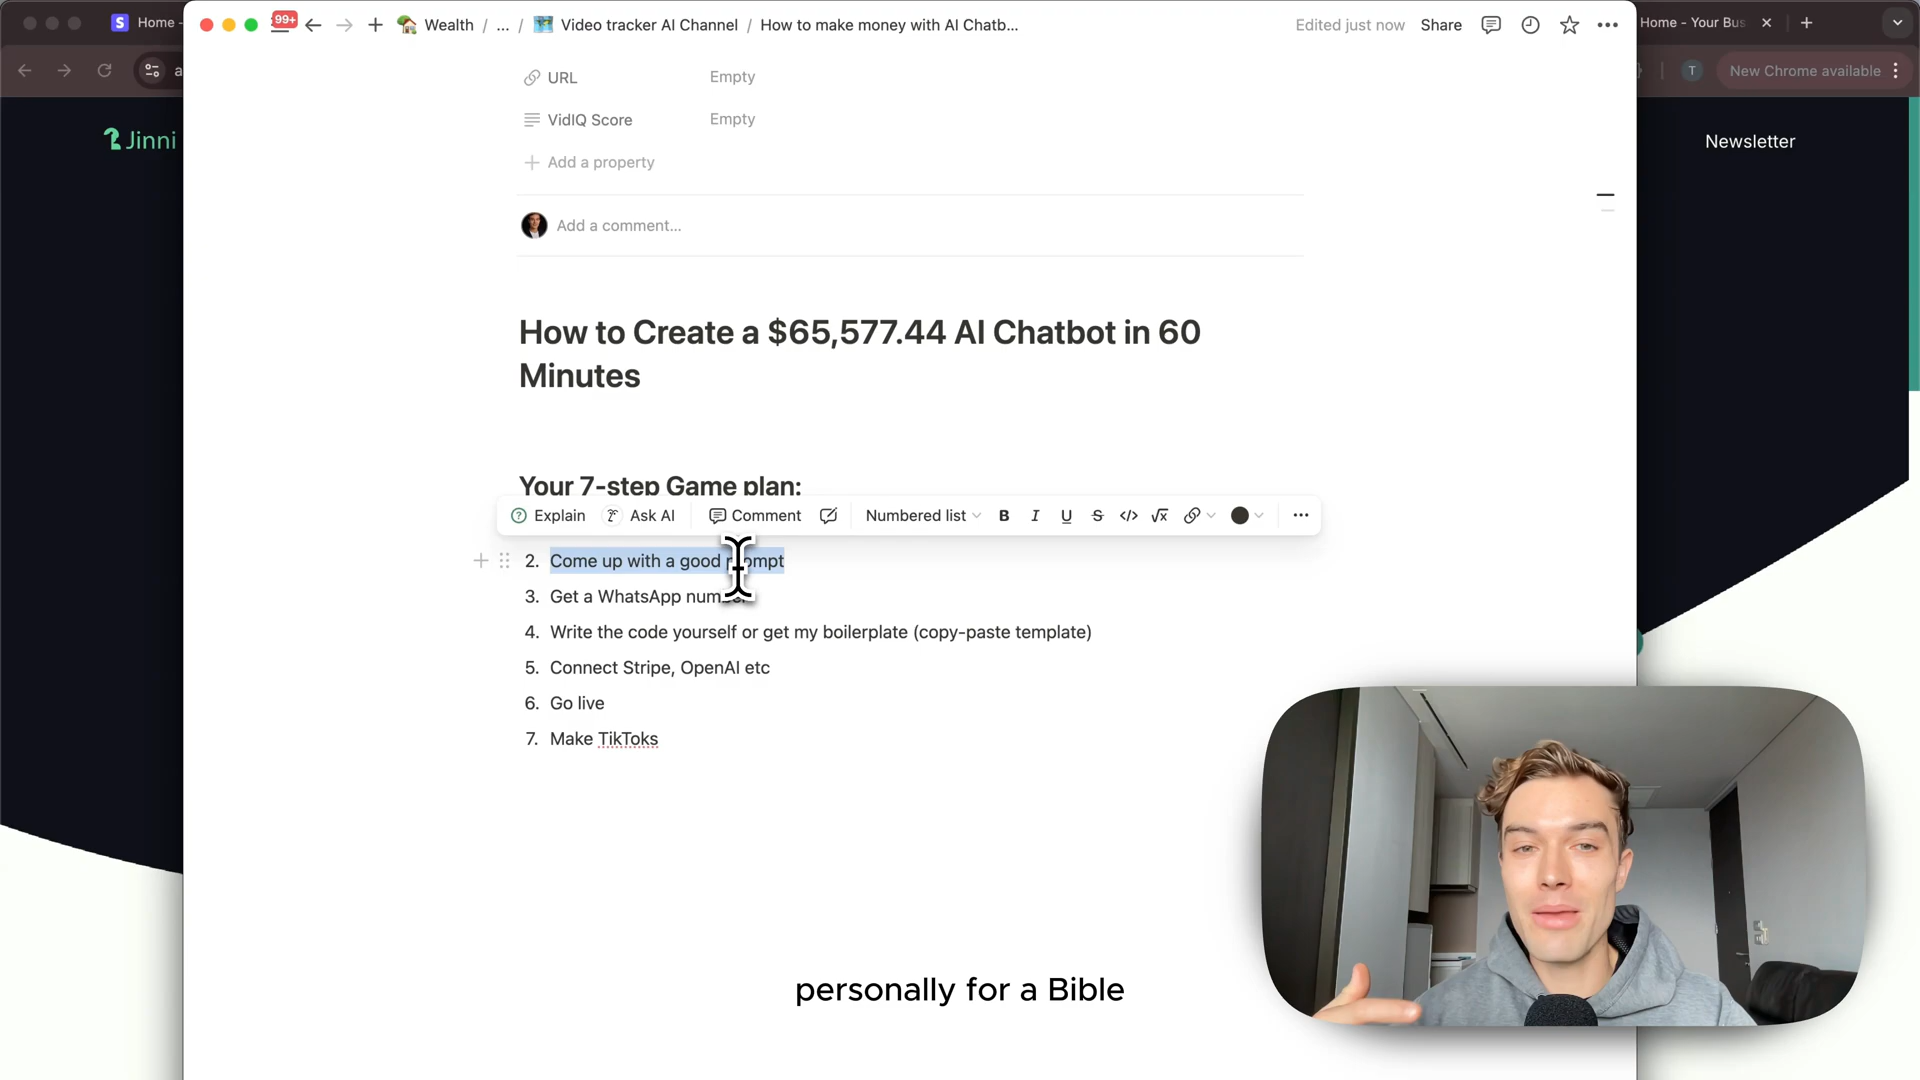 Home -
99+
Wealth / ... / Video tracker AI Channel / How to make money with AI Chatb...
Edited just now
Share
Home - Your Bus
a
T
New Chrome available
Jinni
Newsletter
URL
Empty
VidIQ Score
Empty
Add a property
Add a comment...
How to Create a $65,577.44 AI Chatbot in 60
Minutes
Your 7-step Game plan:
Explain
Ask AI
Comment
Numbered list
B I U S </> √x
2. Come up with a good prompt
3. Get a WhatsApp number
4. Write the code yourself or get my boilerplate (copy-paste template)
5. Connect Stripe, OpenAI etc
6. Go live
7. Make TikToks
personally for a Bible